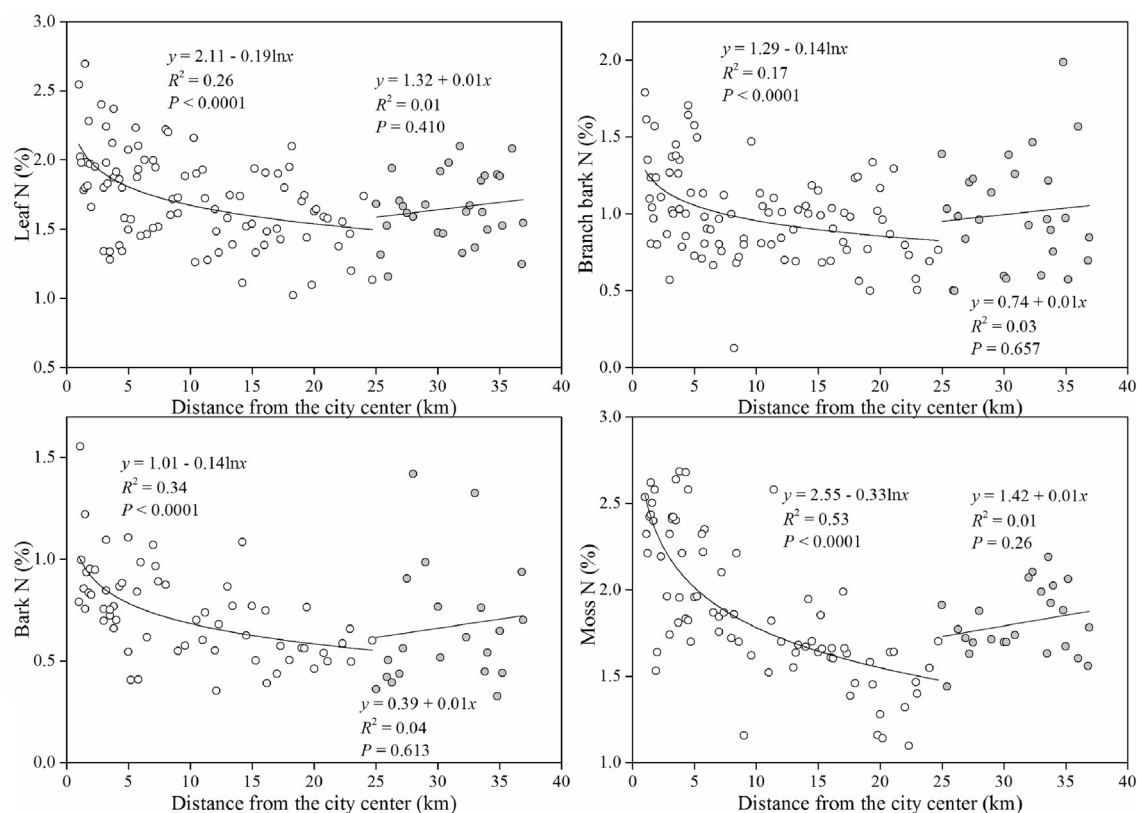 3.0
2.5
2.0
1.5
1.0
0.5
Leaf N (%)
y = 2.11 - 0.19lnx
R² = 0.26
P < 0.0001
y = 1.32 + 0.01x
R² = 0.01
P = 0.410
0 5 10 15 20 25 30 35 40
Distance from the city center (km)
2.0
1.5
1.0
0.5
0.0
Branch bark N (%)
y = 1.29 - 0.14lnx
R² = 0.17
P < 0.0001
y = 0.74 + 0.01x
R² = 0.03
P = 0.657
0 5 10 15 20 25 30 35 40
Distance from the city center (km)
1.5
1.0
0.5
0.0
Bark N (%)
y = 1.01 - 0.14lnx
R² = 0.34
P < 0.0001
y = 0.39 + 0.01x
R² = 0.04
P = 0.613
0 5 10 15 20 25 30 35 40
Distance from the city center (km)
3.0
2.5
2.0
1.5
1.0
Moss N (%)
y = 2.55 - 0.33lnx
R² = 0.53
P < 0.0001
y = 1.42 + 0.01x
R² = 0.01
P = 0.26
0 5 10 15 20 25 30 35 40
Distance from the city center (km)